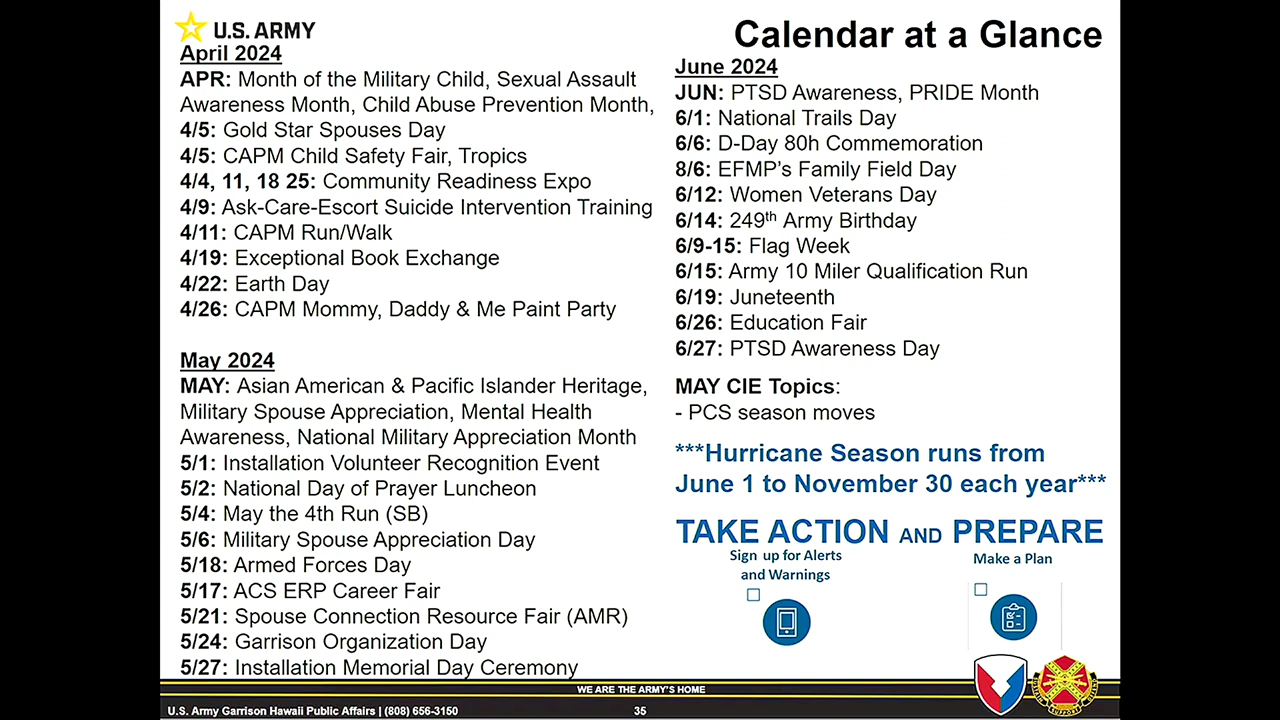 U.S. ARMY
Calendar at a Glance
April 2024
APR: Month of the Military Child, Sexual Assault
Awareness Month, Child Abuse Prevention Month,
4/5: Gold Star Spouses Day
4/5: CAPM Child Safety Fair, Tropics
4/4, 11, 18 25: Community Readiness Expo
4/9: Ask-Care-Escort Suicide Intervention Training
4/11: CAPM Run/Walk
4/19: Exceptional Book Exchange
4/22: Earth Day
4/26: CAPM Mommy, Daddy & Me Paint Party
May 2024
MAY: Asian American & Pacific Islander Heritage,
Military Spouse Appreciation, Mental Health
Awareness, National Military Appreciation Month
5/1: Installation Volunteer Recognition Event
5/2: National Day of Prayer Luncheon
5/4: May the 4th Run (SB)
5/6: Military Spouse Appreciation Day
5/18: Armed Forces Day
5/17: ACS ERP Career Fair
5/21: Spouse Connection Resource Fair (AMR)
5/24: Garrison Organization Day
5/27: Installation Memorial Day Ceremony
June 2024
JUN: PTSD Awareness, PRIDE Month
6/1: National Trails Day
6/6: D-Day 80h Commemoration
8/6: EFMP's Family Field Day
6/12: Women Veterans Day
6/14: 249th Army Birthday
6/9-15: Flag Week
6/15: Army 10 Miler Qualification Run
6/19: Juneteenth
6/26: Education Fair
6/27: PTSD Awareness Day
MAY CIE Topics:
- PCS season moves
***Hurricane Season runs from
June 1 to November 30 each year***
TAKE ACTION AND PREPARE
Sign up for Alerts
and Warnings
Make a Plan
WE ARE THE ARMY'S HOME
U.S. Army Garrison Hawaii Public Affairs | (808) 656-3150
35